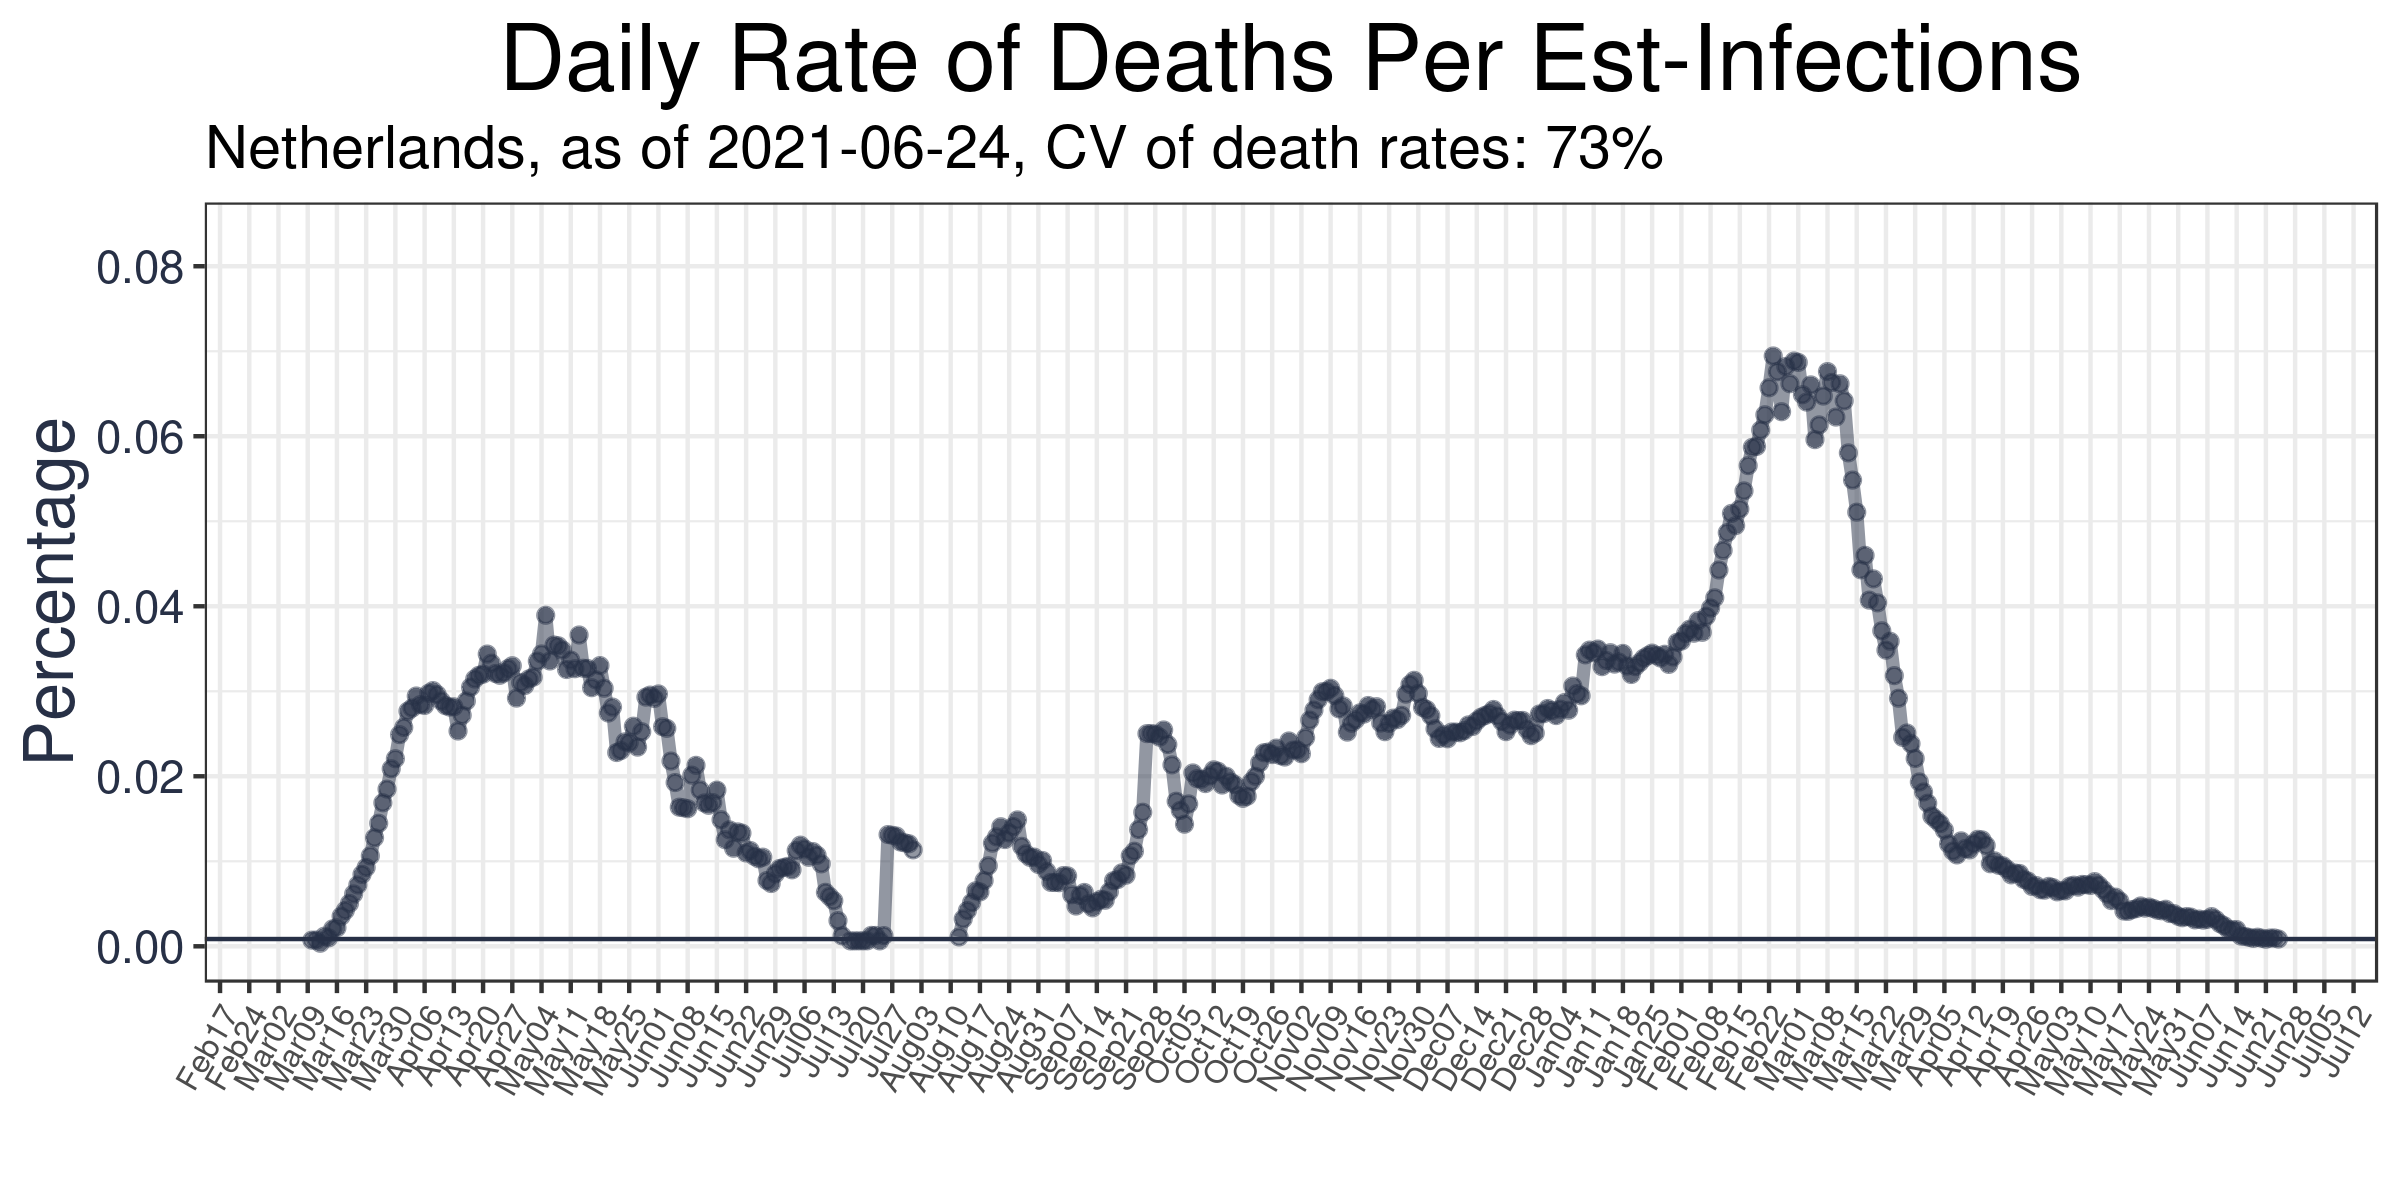 Daily Rate of Deaths Per Est-Infections
Netherlands, as of 2021-06-24, CV of death rates: 73%
Percentage
0.08
0.06
0.04
0.02
0.00
Feb17
Feb24
Mar02
Mar09
Mar16
Mar23
Mar30
Apr06
Apr13
Apr20
Apr27
May04
May11
May18
May25
Jun01
Jun08
Jun15
Jun22
Jun29
Jul06
Jul13
Jul20
Jul27
Aug03
Aug10
Aug17
Aug24
Aug31
Sep07
Sep14
Sep21
Sep28
Oct05
Oct12
Oct19
Oct26
Nov02
Nov09
Nov16
Nov23
Nov30
Dec07
Dec14
Dec21
Dec28
Jan04
Jan11
Jan18
Jan25
Feb01
Feb08
Feb15
Feb22
Mar01
Mar08
Mar15
Mar22
Mar29
Apr05
Apr12
Apr19
Apr26
May03
May10
May17
May24
May31
Jun07
Jun14
Jun21
Jun28
Jul05
Jul12